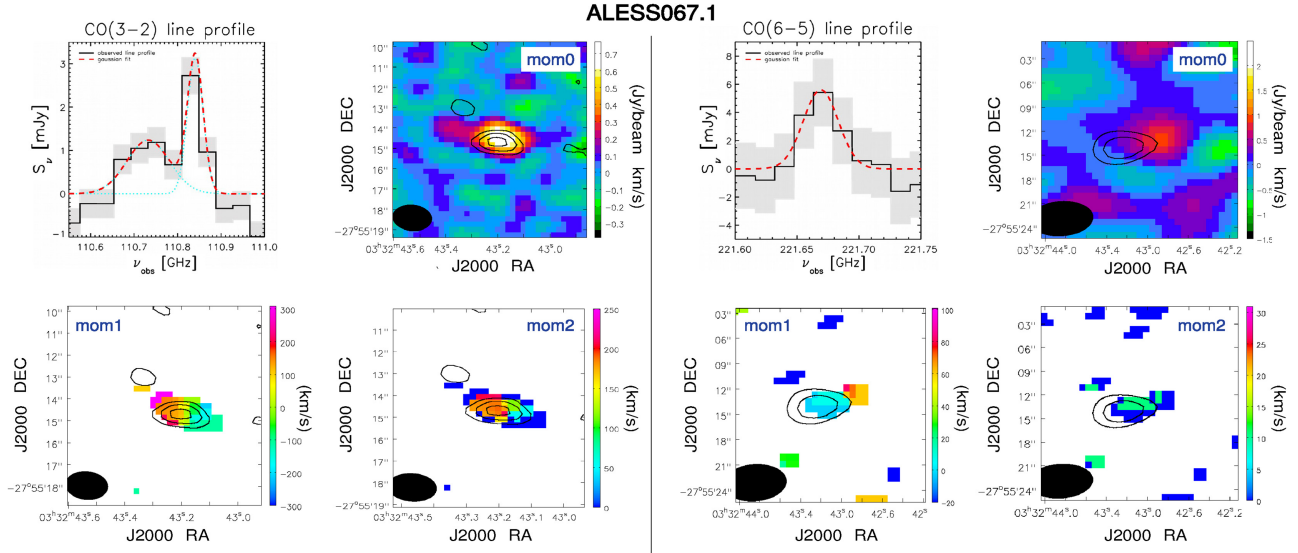 ALESS067.1
CO(3-2) line profile
observed line profile
gaussian fit
S_ν [mJy]
3
2
1
0
-1
110.6 110.7 110.8 110.9 111.0
ν_obs [GHz]
mom0
J2000 DEC
10"
11"
12"
13"
14"
15"
16"
17"
18"
-27°55'19"
03ʰ32ᵐ43ˢ.6 43ˢ.4 43ˢ.2 43ˢ.0
J2000 RA
0.7
0.6
0.5
0.4
0.3
0.2
0.1
0
-0.1
-0.2
-0.3
(Jy/beam km/s)
CO(6-5) line profile
observed line profile
gaussian fit
S_ν [mJy]
8
6
4
2
0
-2
-4
221.60 221.65 221.70 221.75
ν_obs [GHz]
mom0
J2000 DEC
03"
06"
09"
12"
15"
18"
21"
-27°55'24"
03ʰ32ᵐ44ˢ.0 43ˢ.4 43ˢ.0 42ˢ.6 42ˢ.2
J2000 RA
2
1.5
1
0.5
0
-0.5
-1
-1.5
(Jy/beam km/s)
mom1
J2000 DEC
10"
11"
12"
13"
14"
15"
16"
17"
-27°55'18"
03ʰ32ᵐ43ˢ.6 43ˢ.4 43ˢ.2 43ˢ.0
J2000 RA
300
200
100
0
-100
-200
-300
(km/s)
mom2
J2000 DEC
11"
12"
13"
14"
15"
16"
17"
18"
-27°55'19"
03ʰ32ᵐ43ˢ.5 43ˢ.3 43ˢ.2 43ˢ.1 43ˢ.0
J2000 RA
250
200
150
100
50
0
(km/s)
mom1
J2000 DEC
03"
06"
09"
12"
15"
18"
21"
-27°55'24"
03ʰ32ᵐ44ˢ.0 43ˢ.4 43ˢ.0 42ˢ.6 42ˢ
J2000 RA
100
80
60
40
20
0
-20
(km/s)
mom2
J2000 DEC
03"
06"
09"
12"
15"
18"
21"
-27°55'24"
03ʰ32ᵐ44ˢ.0 43ˢ.4 43ˢ.0 42ˢ.6 42ˢ.2
J2000 RA
30
25
20
15
10
5
0
(km/s)